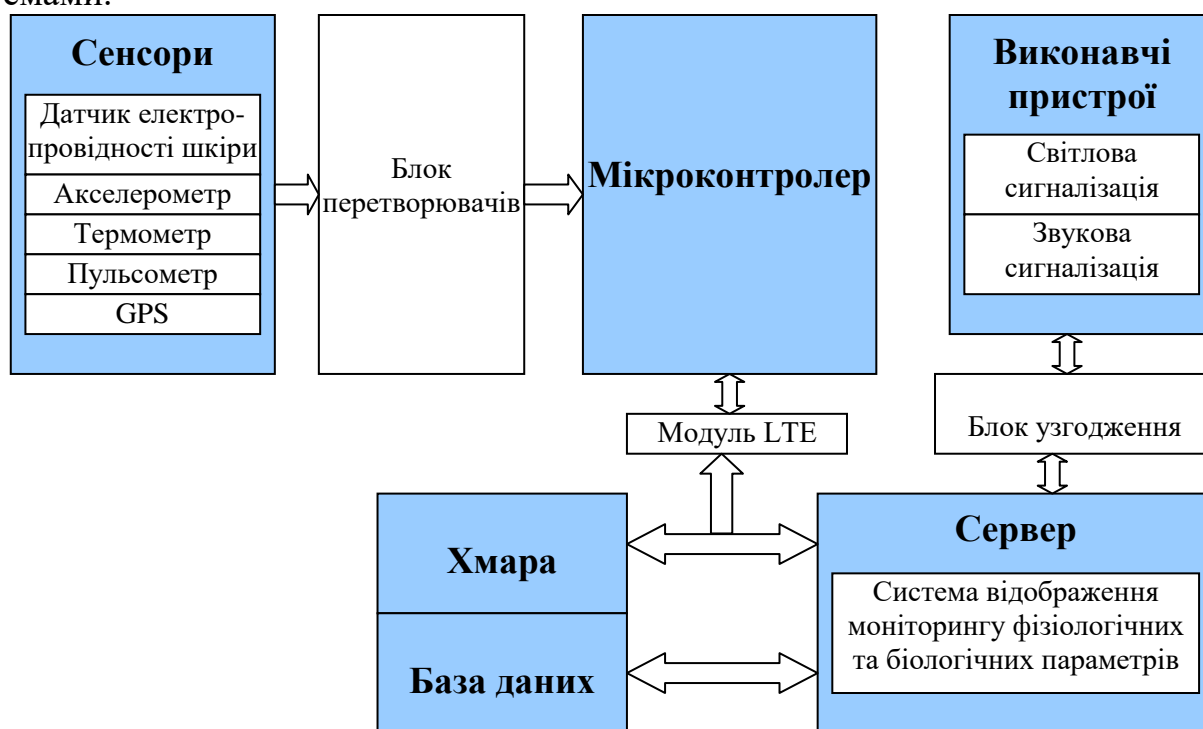 емами.
Сенсори
Датчик електро-
провідності шкіри
Акселерометр
Термометр
Пульсометр
GPS
Блок
перетворювачів
Мікроконтролер
Виконавчі
пристрої
Світлова
сигналізація
Звукова
сигналізація
Модуль LTE
Блок узгодження
Хмара
База даних
Сервер
Система відображення
моніторингу фізіологічних
та біологічних параметрів